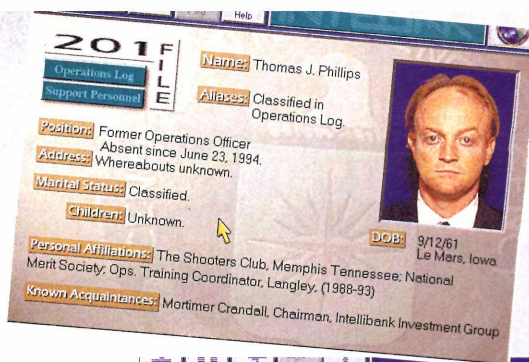 Help
201 FILE
Operations Log
Support Personnel
Name: Thomas J. Phillips
Aliases: Classified in
Operations Log.
Position: Former Operations Officer
Absent since June 23, 1994.
Address: Whereabouts unknown.
Marital Status: Classified.
Children: Unknown.
DOB: 9/12/61
Le Mars, Iowa
Personal Affiliations: The Shooters Club, Memphis Tennessee; National
Merit Society; Ops. Training Coordinator, Langley, (1988-93)
Known Acquaintances: Mortimer Crandall, Chairman, Intellibank Investment Group